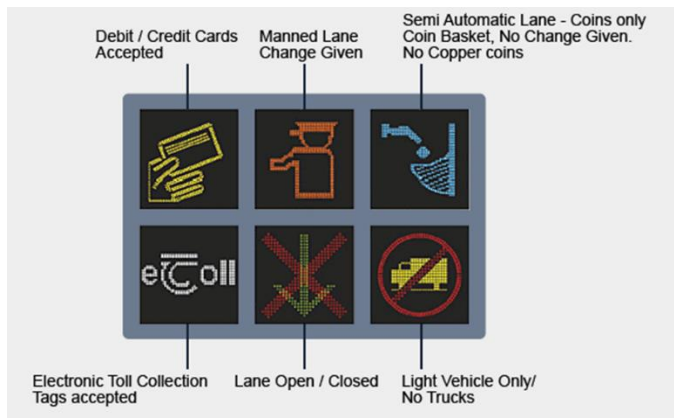 Debit / Credit Cards
Accepted
Manned Lane
Change Given
Semi Automatic Lane - Coins only
Coin Basket, No Change Given.
No Copper coins
eToll
Electronic Toll Collection
Tags accepted
Lane Open / Closed
Light Vehicle Only/
No Trucks